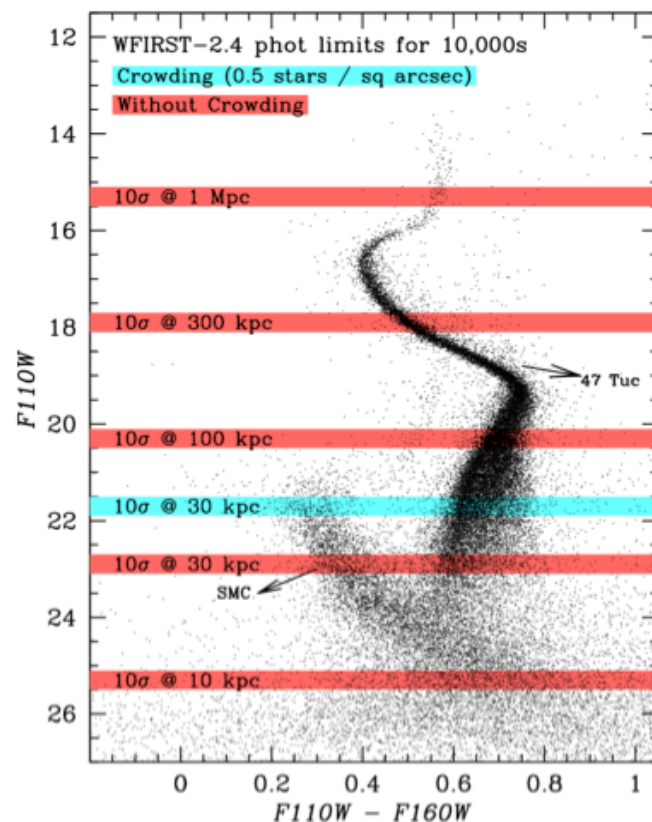 WFIRST-2.4 phot limits for 10,000s
Crowding (0.5 stars / sq arcsec)
Without Crowding
12
14
10σ @ 1 Mpc
16
10σ @ 300 kpc
18
47 Tuc
F110W
20
10σ @ 100 kpc
10σ @ 30 kpc
22
10σ @ 30 kpc
SMC
24
10σ @ 10 kpc
26
0 0.2 0.4 0.6 0.8 1
F110W − F160W